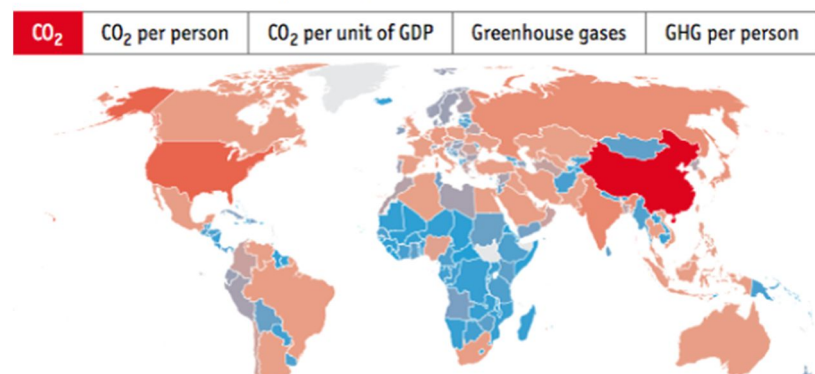 CO₂ CO₂ per person CO₂ per unit of GDP Greenhouse gases GHG per person